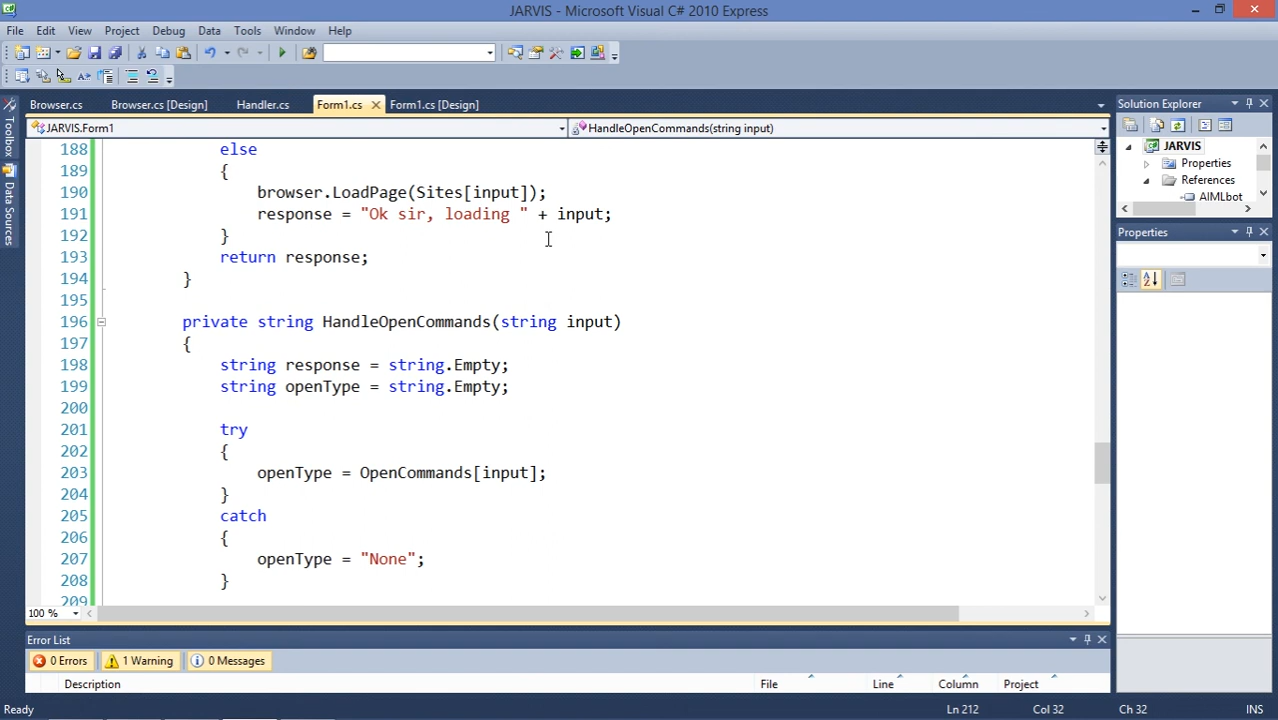 JARVIS - Microsoft Visual C# 2010 Express
File Edit View Project Debug Data Tools Window Help
Browser.cs Browser.cs [Design] Handler.cs Form1.cs Form1.cs [Design]
JARVIS.Form1 HandleOpenCommands(string input)
188 else
189 {
190 browser.LoadPage(Sites[input]);
191 response = "Ok sir, loading " + input;
192 }
193 return response;
194 }
195
196 private string HandleOpenCommands(string input)
197 {
198 string response = string.Empty;
199 string openType = string.Empty;
200
201 try
202 {
203 openType = OpenCommands[input];
204 }
205 catch
206 {
207 openType = "None";
208 }
209
100 %
Toolbox
Data Sources
Solution Explorer
JARVIS
Properties
References
AIMLbot
Properties
Error List
0 Errors 1 Warning 0 Messages
Description File Line Column Project
Ready Ln 212 Col 32 Ch 32 INS